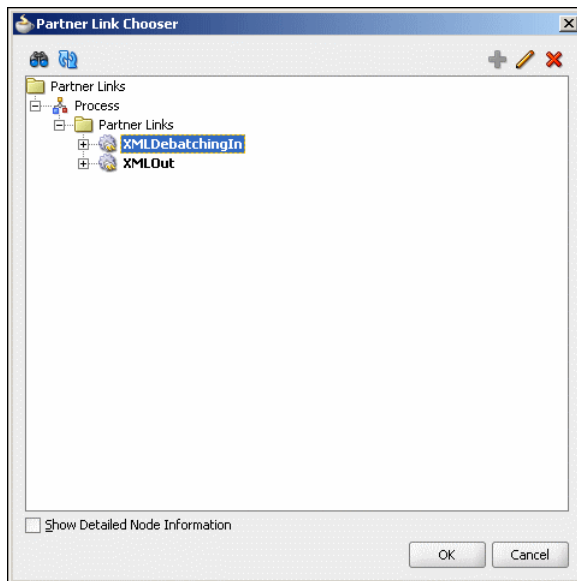 Partner Link Chooser
Partner Links
Process
Partner Links
XMLDebatchingIn
XMLOut
Show Detailed Node Information
OK
Cancel